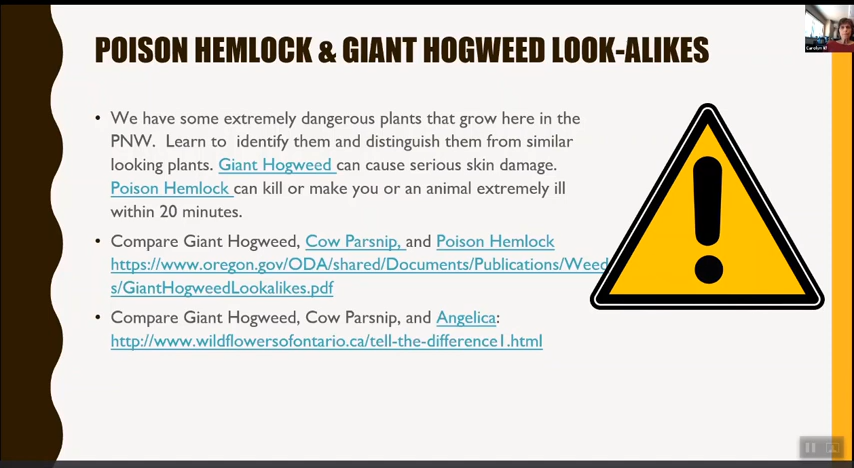 POISON HEMLOCK & GIANT HOGWEED LOOK-ALIKES
• We have some extremely dangerous plants that grow here in the
PNW. Learn to identify them and distinguish them from similar
looking plants. Giant Hogweed can cause serious skin damage.
Poison Hemlock can kill or make you or an animal extremely ill
within 20 minutes.
• Compare Giant Hogweed, Cow Parsnip, and Poison Hemlock
https://www.oregon.gov/ODA/shared/Documents/Publications/Weed
s/GiantHogweedLookalikes.pdf
• Compare Giant Hogweed, Cow Parsnip, and Angelica:
http://www.wildflowersofontario.ca/tell-the-difference1.html
Carolyn W